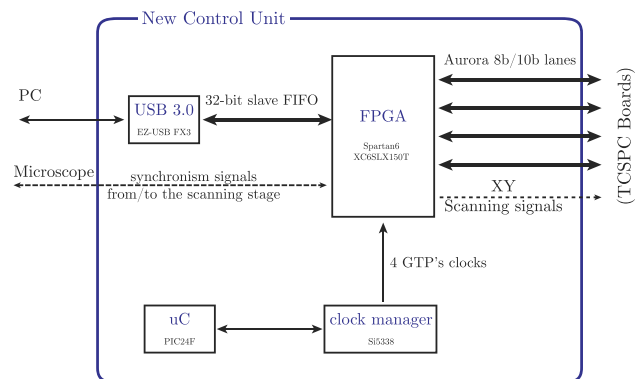 New Control Unit
PC
USB 3.0
EZ-USB FX3
32-bit slave FIFO
FPGA
Spartan6
XC6SLX150T
Aurora 8b/10b lanes
(TCSPC Boards)
Microscope
synchronism signals
from/to the scanning stage
XY
Scanning signals
4 GTP's clocks
uC
PIC24F
clock manager
Si5338